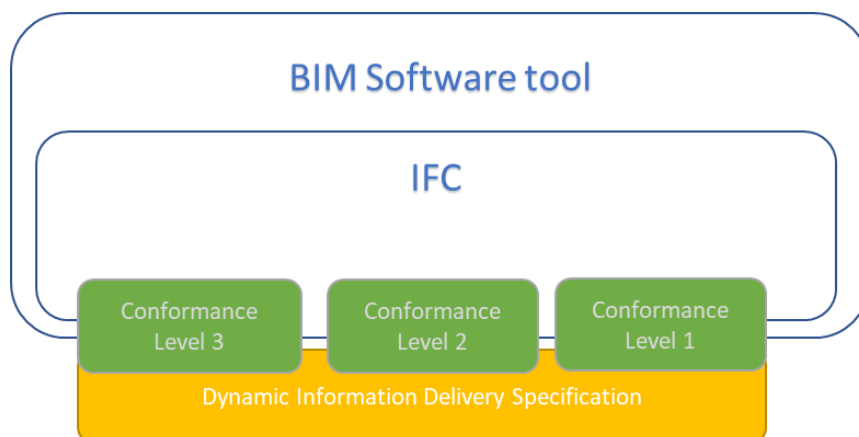 BIM Software tool
IFC
Conformance
Level 3
Conformance
Level 2
Conformance
Level 1
Dynamic Information Delivery Specification